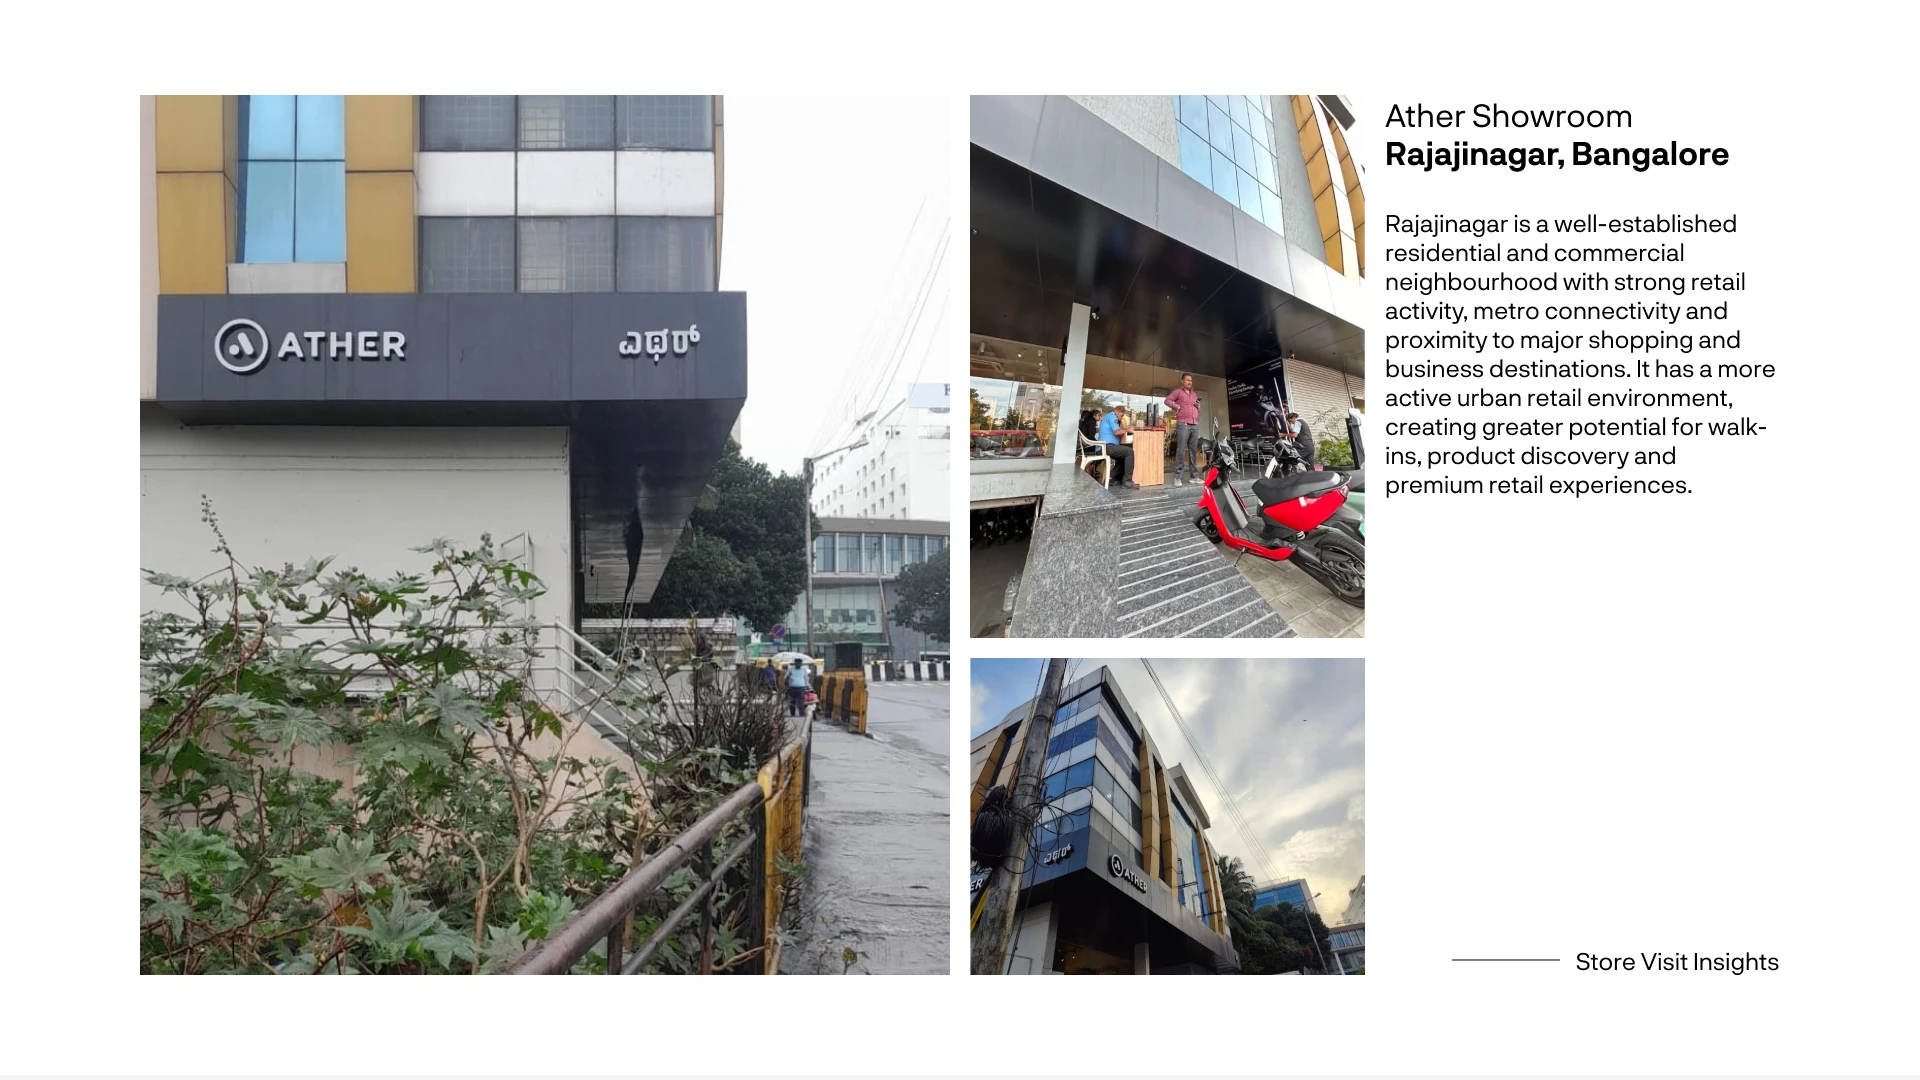 ATHER
ಎಥರ್
Ather Showroom
Rajajinagar, Bangalore
Rajajinagar is a well-established
residential and commercial
neighbourhood with strong retail
activity, metro connectivity and
proximity to major shopping and
business destinations. It has a more
active urban retail environment,
creating greater potential for walk-
ins, product discovery and
premium retail experiences.
ಎಥರ್
ATHER
Store Visit Insights